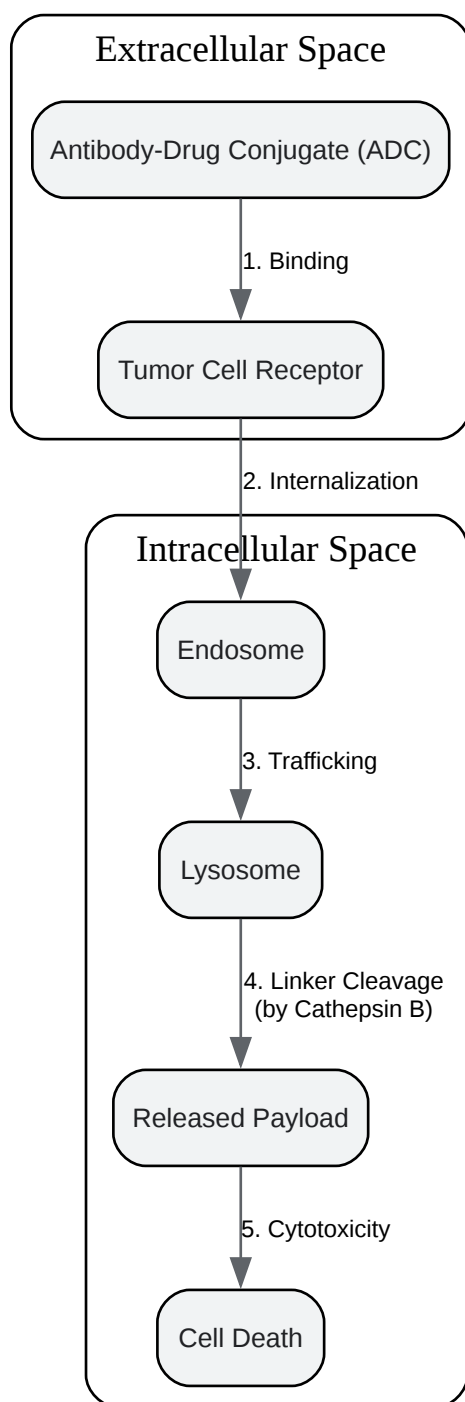 Extracellular Space
Antibody-Drug Conjugate (ADC)
1. Binding
Tumor Cell Receptor
2. Internalization
Intracellular Space
Endosome
3. Trafficking
Lysosome
4. Linker Cleavage
(by Cathepsin B)
Released Payload
5. Cytotoxicity
Cell Death